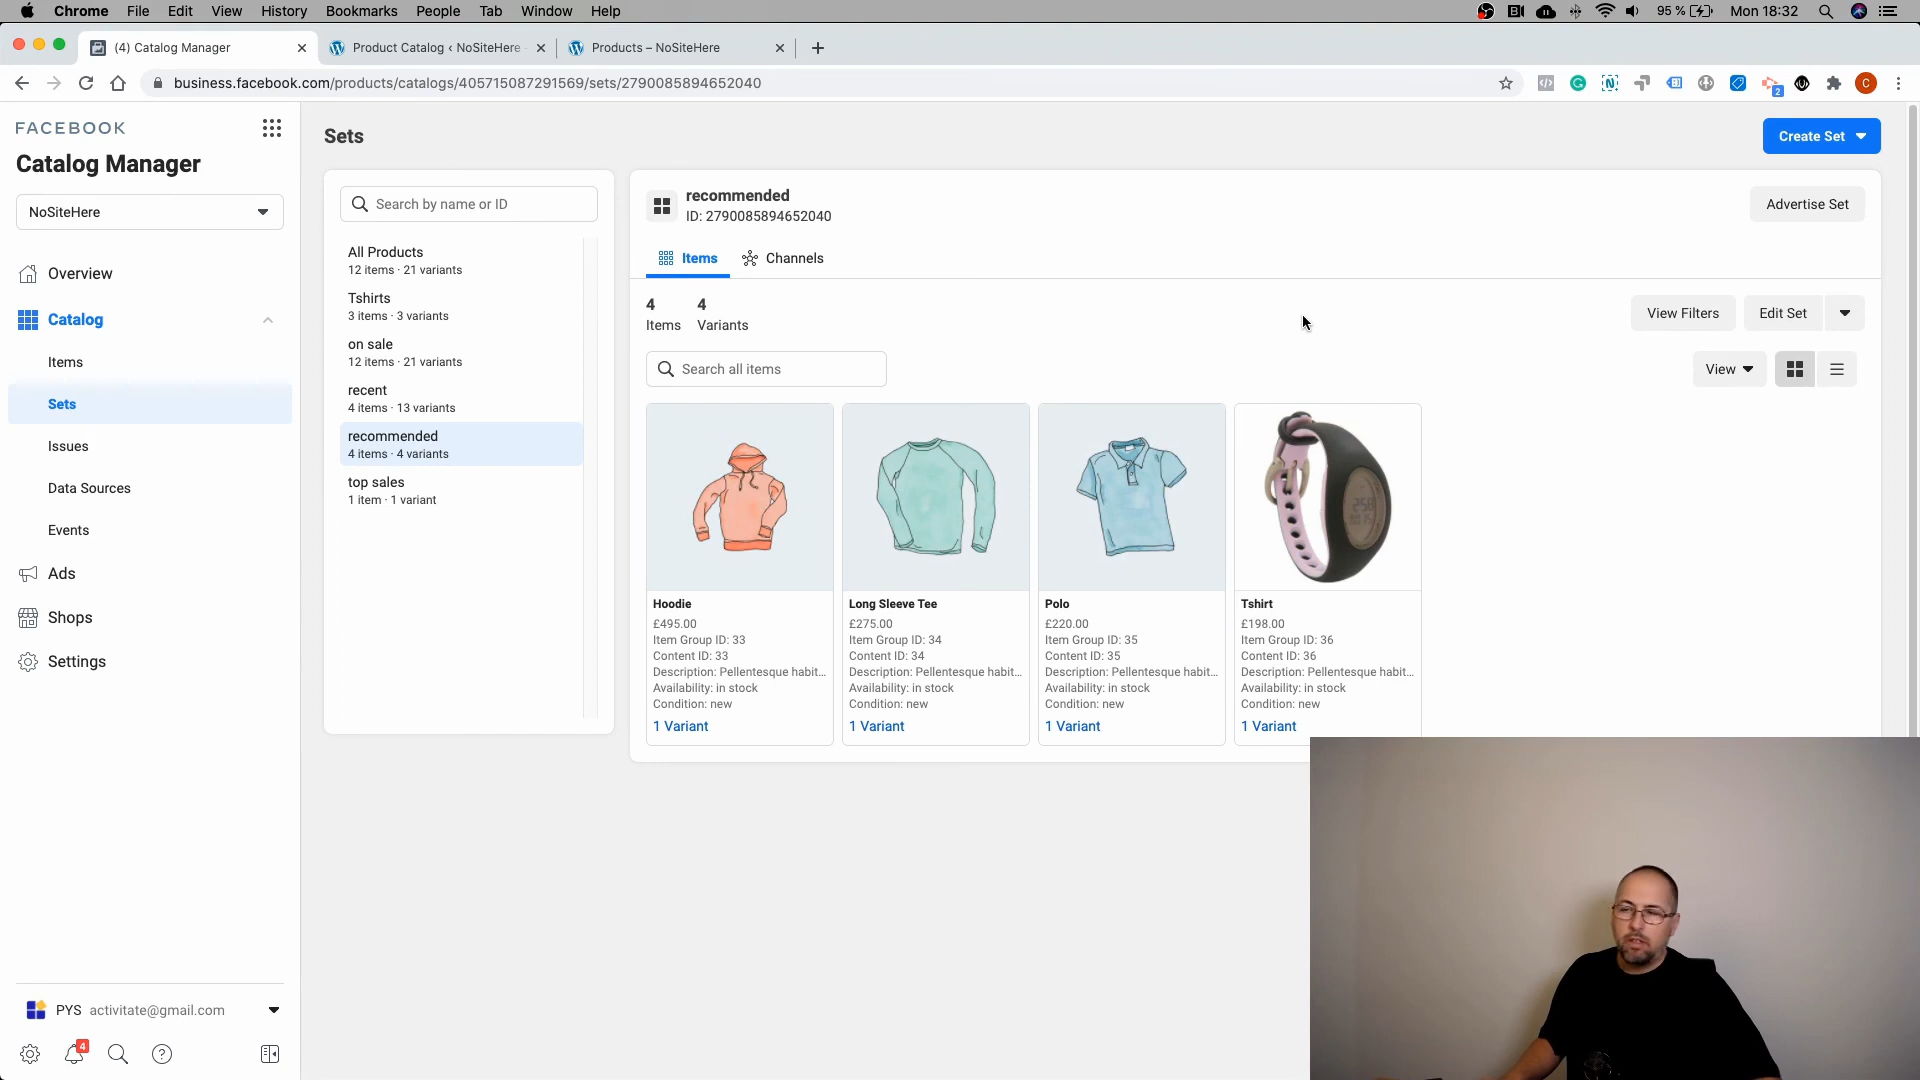 Chrome File Edit View History Bookmarks People Tab Window Help
95 % Mon 18:32
(4) Catalog Manager
Product Catalog ‹ NoSiteHere
Products – NoSiteHere
business.facebook.com/products/catalogs/405715087291569/sets/2790085894652040
2
C
FACEBOOK
Catalog Manager
NoSiteHere
Overview
Catalog
Items
Sets
Issues
Data Sources
Events
Ads
Shops
Settings
PYS activitate@gmail.com
4
Sets
Create Set
Search by name or ID
All Products
12 items · 21 variants
Tshirts
3 items · 3 variants
on sale
12 items · 21 variants
recent
4 items · 13 variants
recommended
4 items · 4 variants
top sales
1 item · 1 variant
recommended
ID: 2790085894652040
Advertise Set
Items
Channels
4 4
Items Variants
View Filters
Edit Set
Search all items
View
Hoodie
£495.00
Item Group ID: 33
Content ID: 33
Description: Pellentesque habit...
Availability: in stock
Condition: new
1 Variant
Long Sleeve Tee
£275.00
Item Group ID: 34
Content ID: 34
Description: Pellentesque habit...
Availability: in stock
Condition: new
1 Variant
Polo
£220.00
Item Group ID: 35
Content ID: 35
Description: Pellentesque habit...
Availability: in stock
Condition: new
1 Variant
Tshirt
£198.00
Item Group ID: 36
Content ID: 36
Description: Pellentesque habit...
Availability: in stock
Condition: new
1 Variant